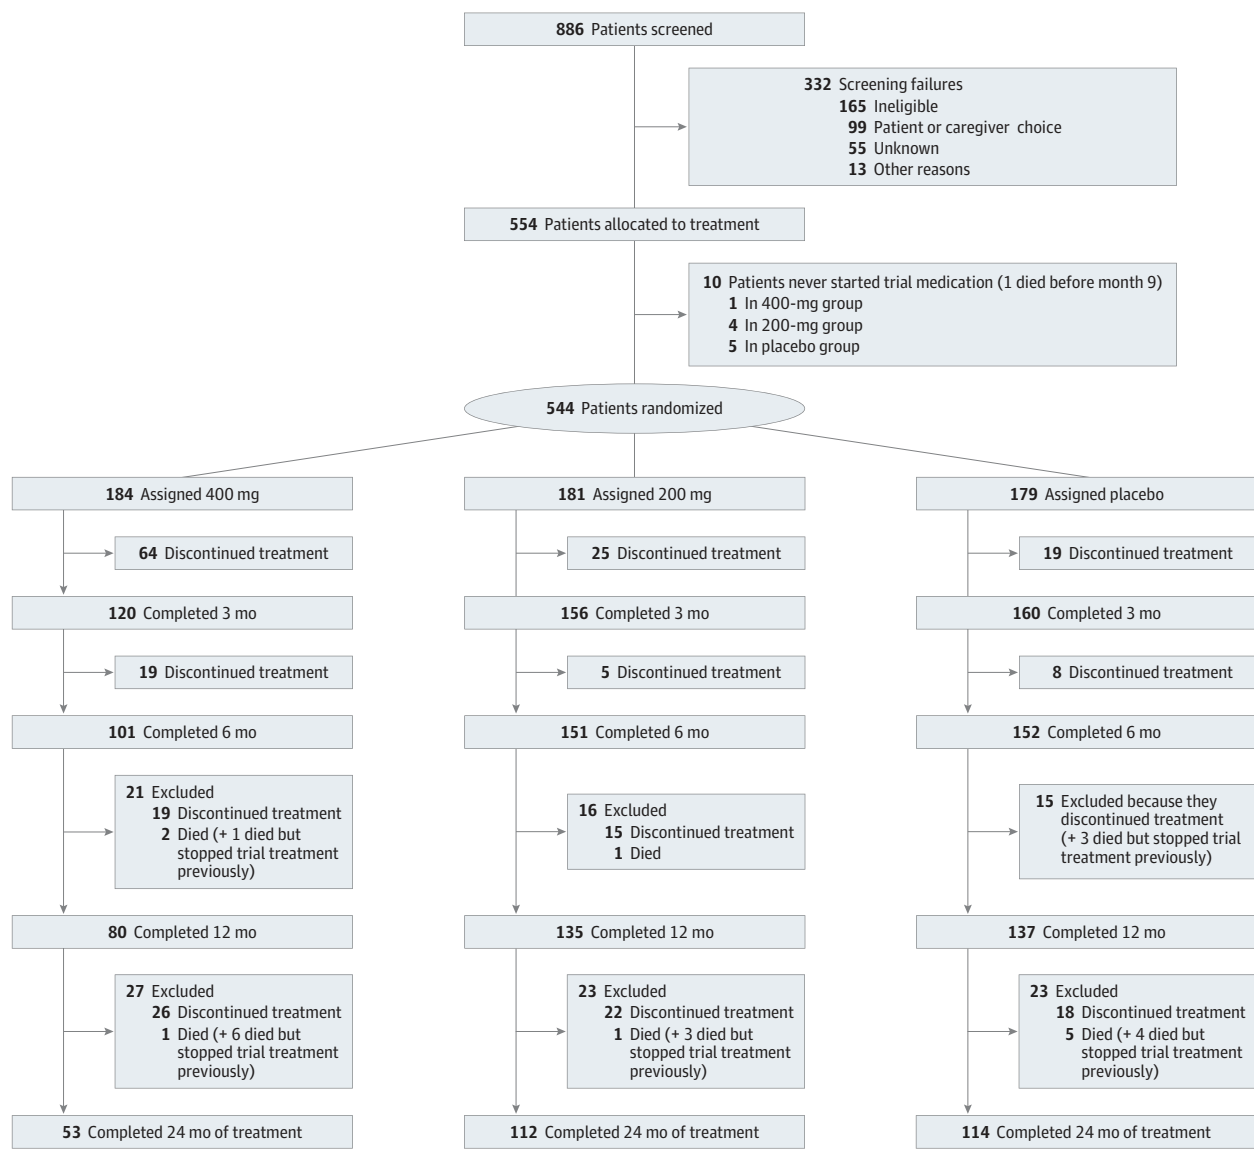 886 Patients screened
332 Screening failures
165 Ineligible
99 Patient or caregiver choice
55 Unknown
13 Other reasons
554 Patients allocated to treatment
10 Patients never started trial medication (1 died before month 9)
1 In 400-mg group
4 In 200-mg group
5 In placebo group
544 Patients randomized
184 Assigned 400 mg
181 Assigned 200 mg
179 Assigned placebo
64 Discontinued treatment
25 Discontinued treatment
19 Discontinued treatment
120 Completed 3 mo
156 Completed 3 mo
160 Completed 3 mo
19 Discontinued treatment
5 Discontinued treatment
8 Discontinued treatment
101 Completed 6 mo
151 Completed 6 mo
152 Completed 6 mo
21 Excluded
19 Discontinued treatment
2 Died (+ 1 died but
stopped trial treatment
previously)
16 Excluded
15 Discontinued treatment
1 Died
15 Excluded because they
discontinued treatment
(+ 3 died but stopped trial
treatment previously)
80 Completed 12 mo
135 Completed 12 mo
137 Completed 12 mo
27 Excluded
26 Discontinued treatment
1 Died (+ 6 died but
stopped trial treatment
previously)
23 Excluded
22 Discontinued treatment
1 Died (+ 3 died but
stopped trial treatment
previously)
23 Excluded
18 Discontinued treatment
5 Died (+ 4 died but
stopped trial treatment
previously)
53 Completed 24 mo of treatment
112 Completed 24 mo of treatment
114 Completed 24 mo of treatment